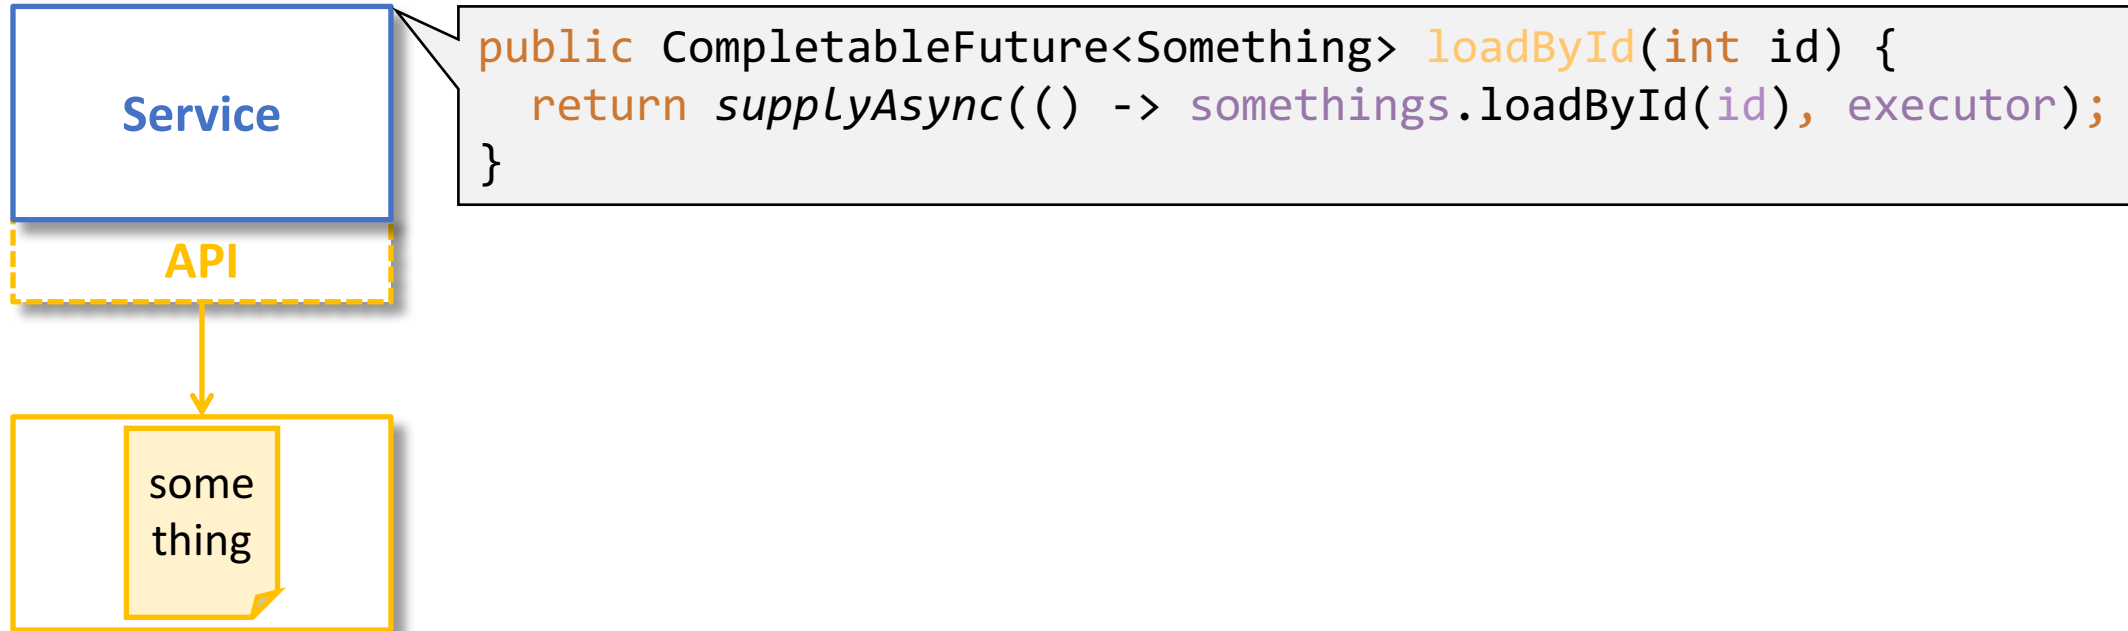 Service
public CompletableFuture<Something> loadById(int id) {
  return supplyAsync(() -> somethings.loadById(id), executor);
}
API
some
thing